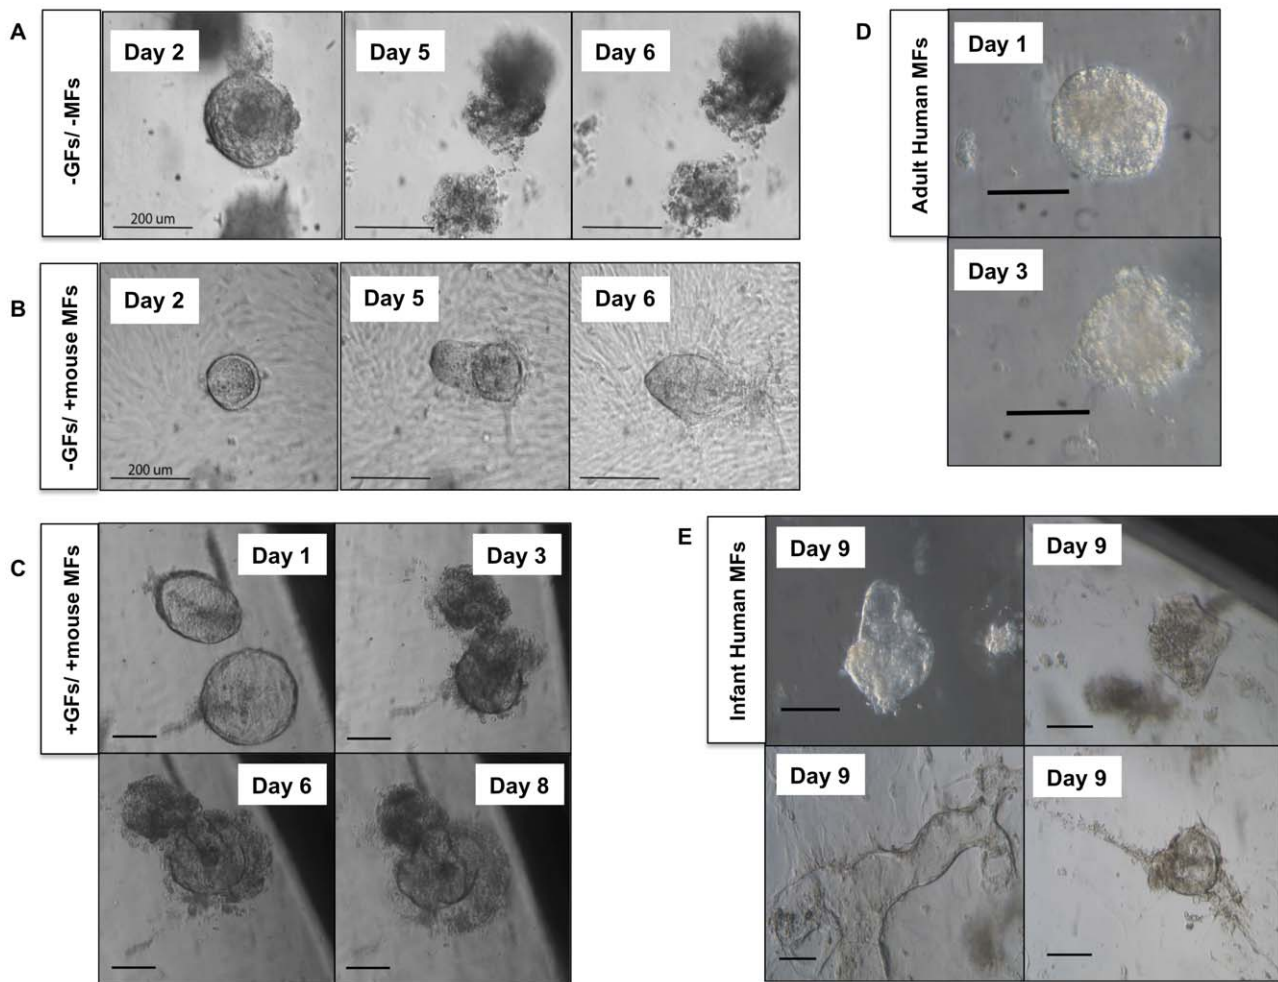 A
-GFs/ -MFs
Day 2
Day 5
Day 6
200 um
B
-GFs/ +mouse MFs
Day 2
Day 5
Day 6
200 um
C
+GFs/ +mouse MFs
Day 1
Day 3
Day 6
Day 8
D
Adult Human MFs
Day 1
Day 3
E
Infant Human MFs
Day 9
Day 9
Day 9
Day 9